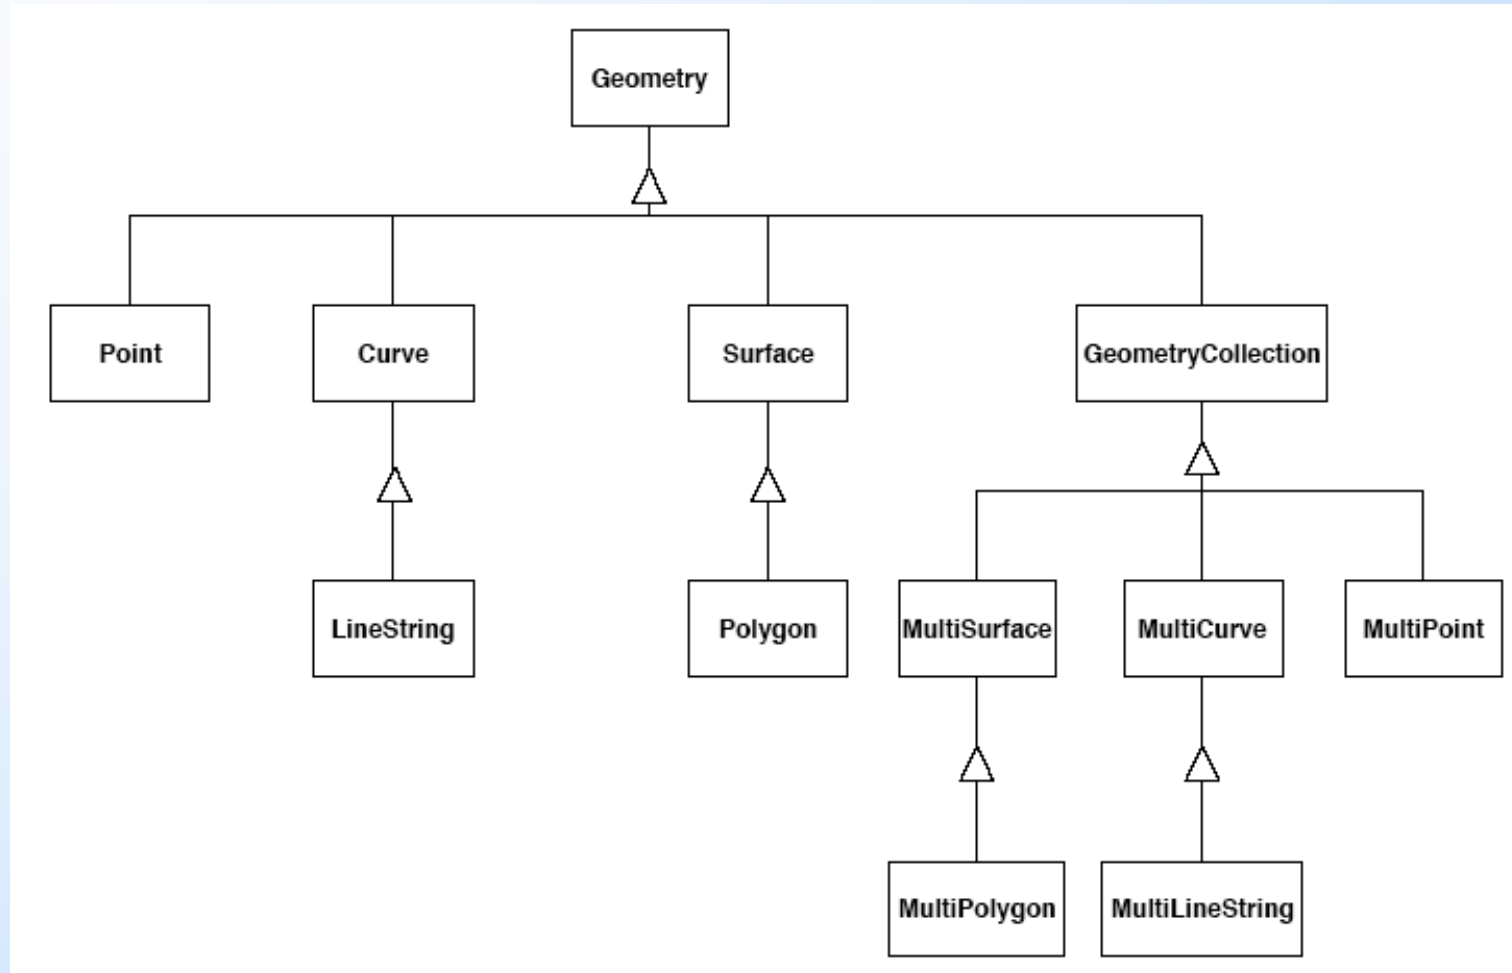 Geometry
Point
Curve
Surface
GeometryCollection
LineString
Polygon
MultiSurface
MultiCurve
MultiPoint
MultiPolygon
MultiLineString